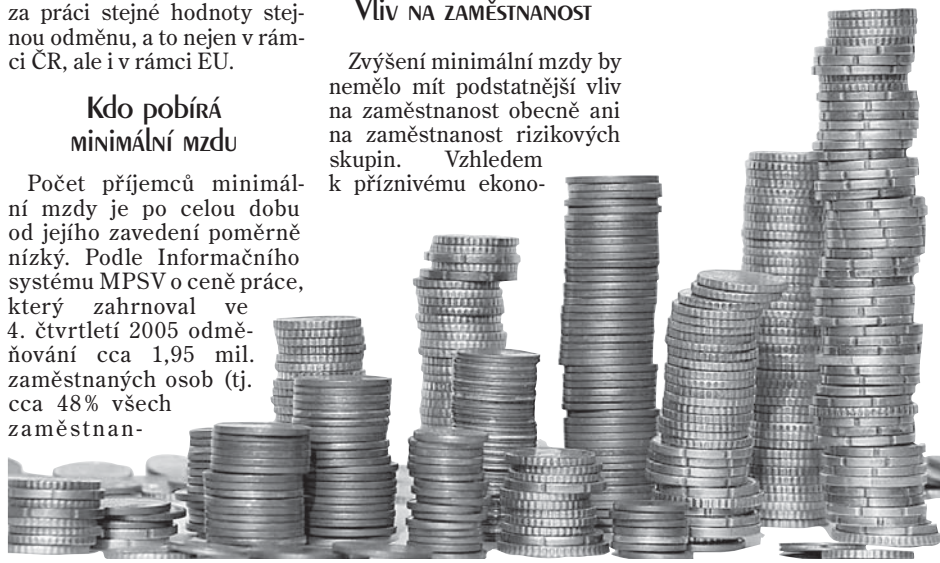 za práci stejné hodnoty stej-
nou odměnu, a to nejen v rám-
ci ČR, ale i v rámci EU.
Kdo pobírá
minimální mzdu
Počet příjemců minimál-
ní mzdy je po celou dobu
od jejího zavedení poměrně
nízký. Podle Informačního
systému MPSV o ceně práce,
který zahrnoval ve
4. čtvrtletí 2005 odmě-
ňování cca 1,95 mil.
zaměstnaných osob (tj.
cca 48% všech
zaměstnan-
Vliv na zaměstnanost
Zvýšení minimální mzdy by
nemělo mít podstatnější vliv
na zaměstnanost obecně ani
na zaměstnanost rizikových
skupin. Vzhledem
k příznivému ekono-